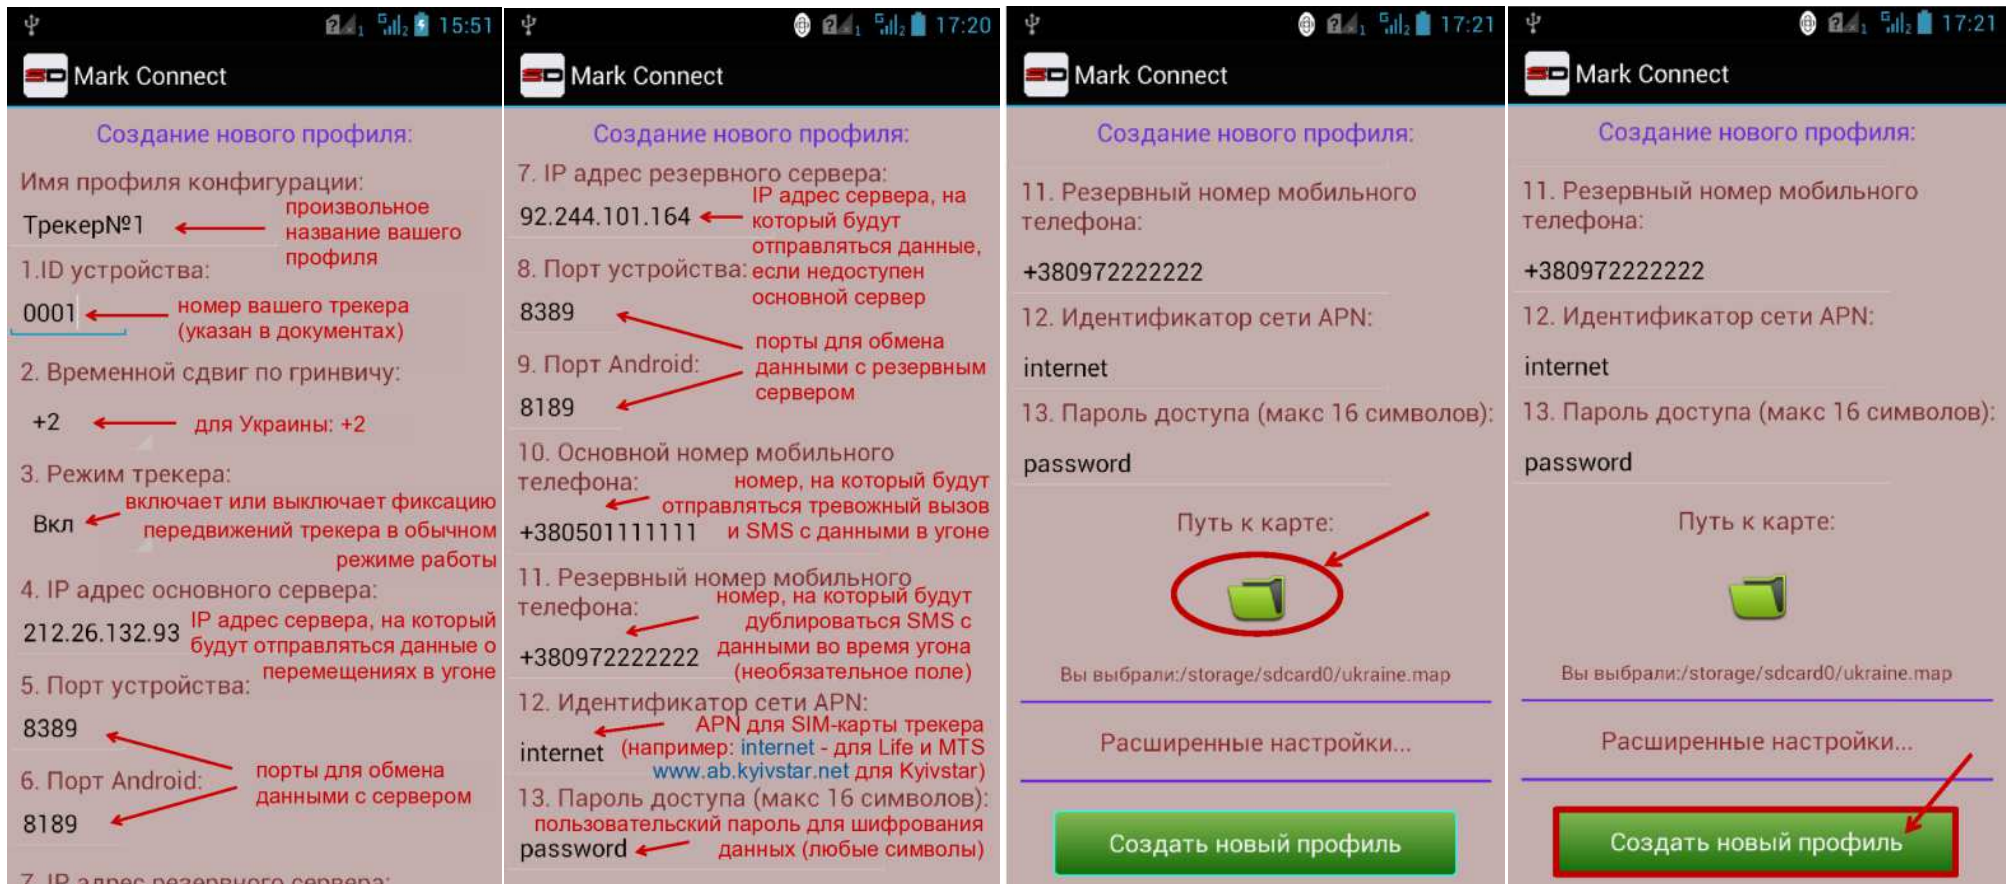 15:51
Mark Connect
Создание нового профиля:
Имя профиля конфигурации:
ТрекерN°1
произвольное
название вашего
профиля
1.ID устройства:
0001
номер вашего трекера
(указан в документах)
2. Временной сдвиг по гринвичу:
+2
для Украины: +2
3. Режим трекера:
Вкл
включает или выключает фиксацию
передвижений трекера в обычном
режиме работы
4. IP адрес основного сервера:
212.26.132.93
IP адрес сервера, на который
будут отправляться данные о
перемещениях в угоне
5. Порт устройства:
8389
6. Порт Android:
8189
порты для обмена
данными с сервером
7. IP адрес резервного сервера:
17:20
Mark Connect
Создание нового профиля:
7. IP адрес резервного сервера:
92.244.101.164
IP адрес сервера, на
который будут
отправляться данные,
если недоступен
основной сервер
8. Порт устройства:
8389
9. Порт Android:
8189
порты для обмена
данными с резервным
сервером
10. Основной номер мобильного
телефона:
+380501111111
номер, на который будут
отправляться тревожный вызов
и SMS с данными в угоне
11. Резервный номер мобильного
телефона:
+380972222222
номер, на который будут
дублироваться SMS с
данными во время угона
(необязательное поле)
12. Идентификатор сети APN:
internet
APN для SIM-карты трекера
(например: internet - для Life и MTS
www.ab.kyivstar.net для Kyivstar)
13. Пароль доступа (макс 16 символов):
password
пользовательский пароль для шифрования
данных (любые символы)
17:21
Mark Connect
Создание нового профиля:
11. Резервный номер мобильного
телефона:
+380972222222
12. Идентификатор сети APN:
internet
13. Пароль доступа (макс 16 символов):
password
Путь к карте:
Вы выбрали:/storage/sdcard0/ukraine.map
Расширенные настройки...
Создать новый профиль
17:21
Mark Connect
Создание нового профиля:
11. Резервный номер мобильного
телефона:
+380972222222
12. Идентификатор сети APN:
internet
13. Пароль доступа (макс 16 символов):
password
Путь к карте:
Вы выбрали:/storage/sdcard0/ukraine.map
Расширенные настройки...
Создать новый профиль